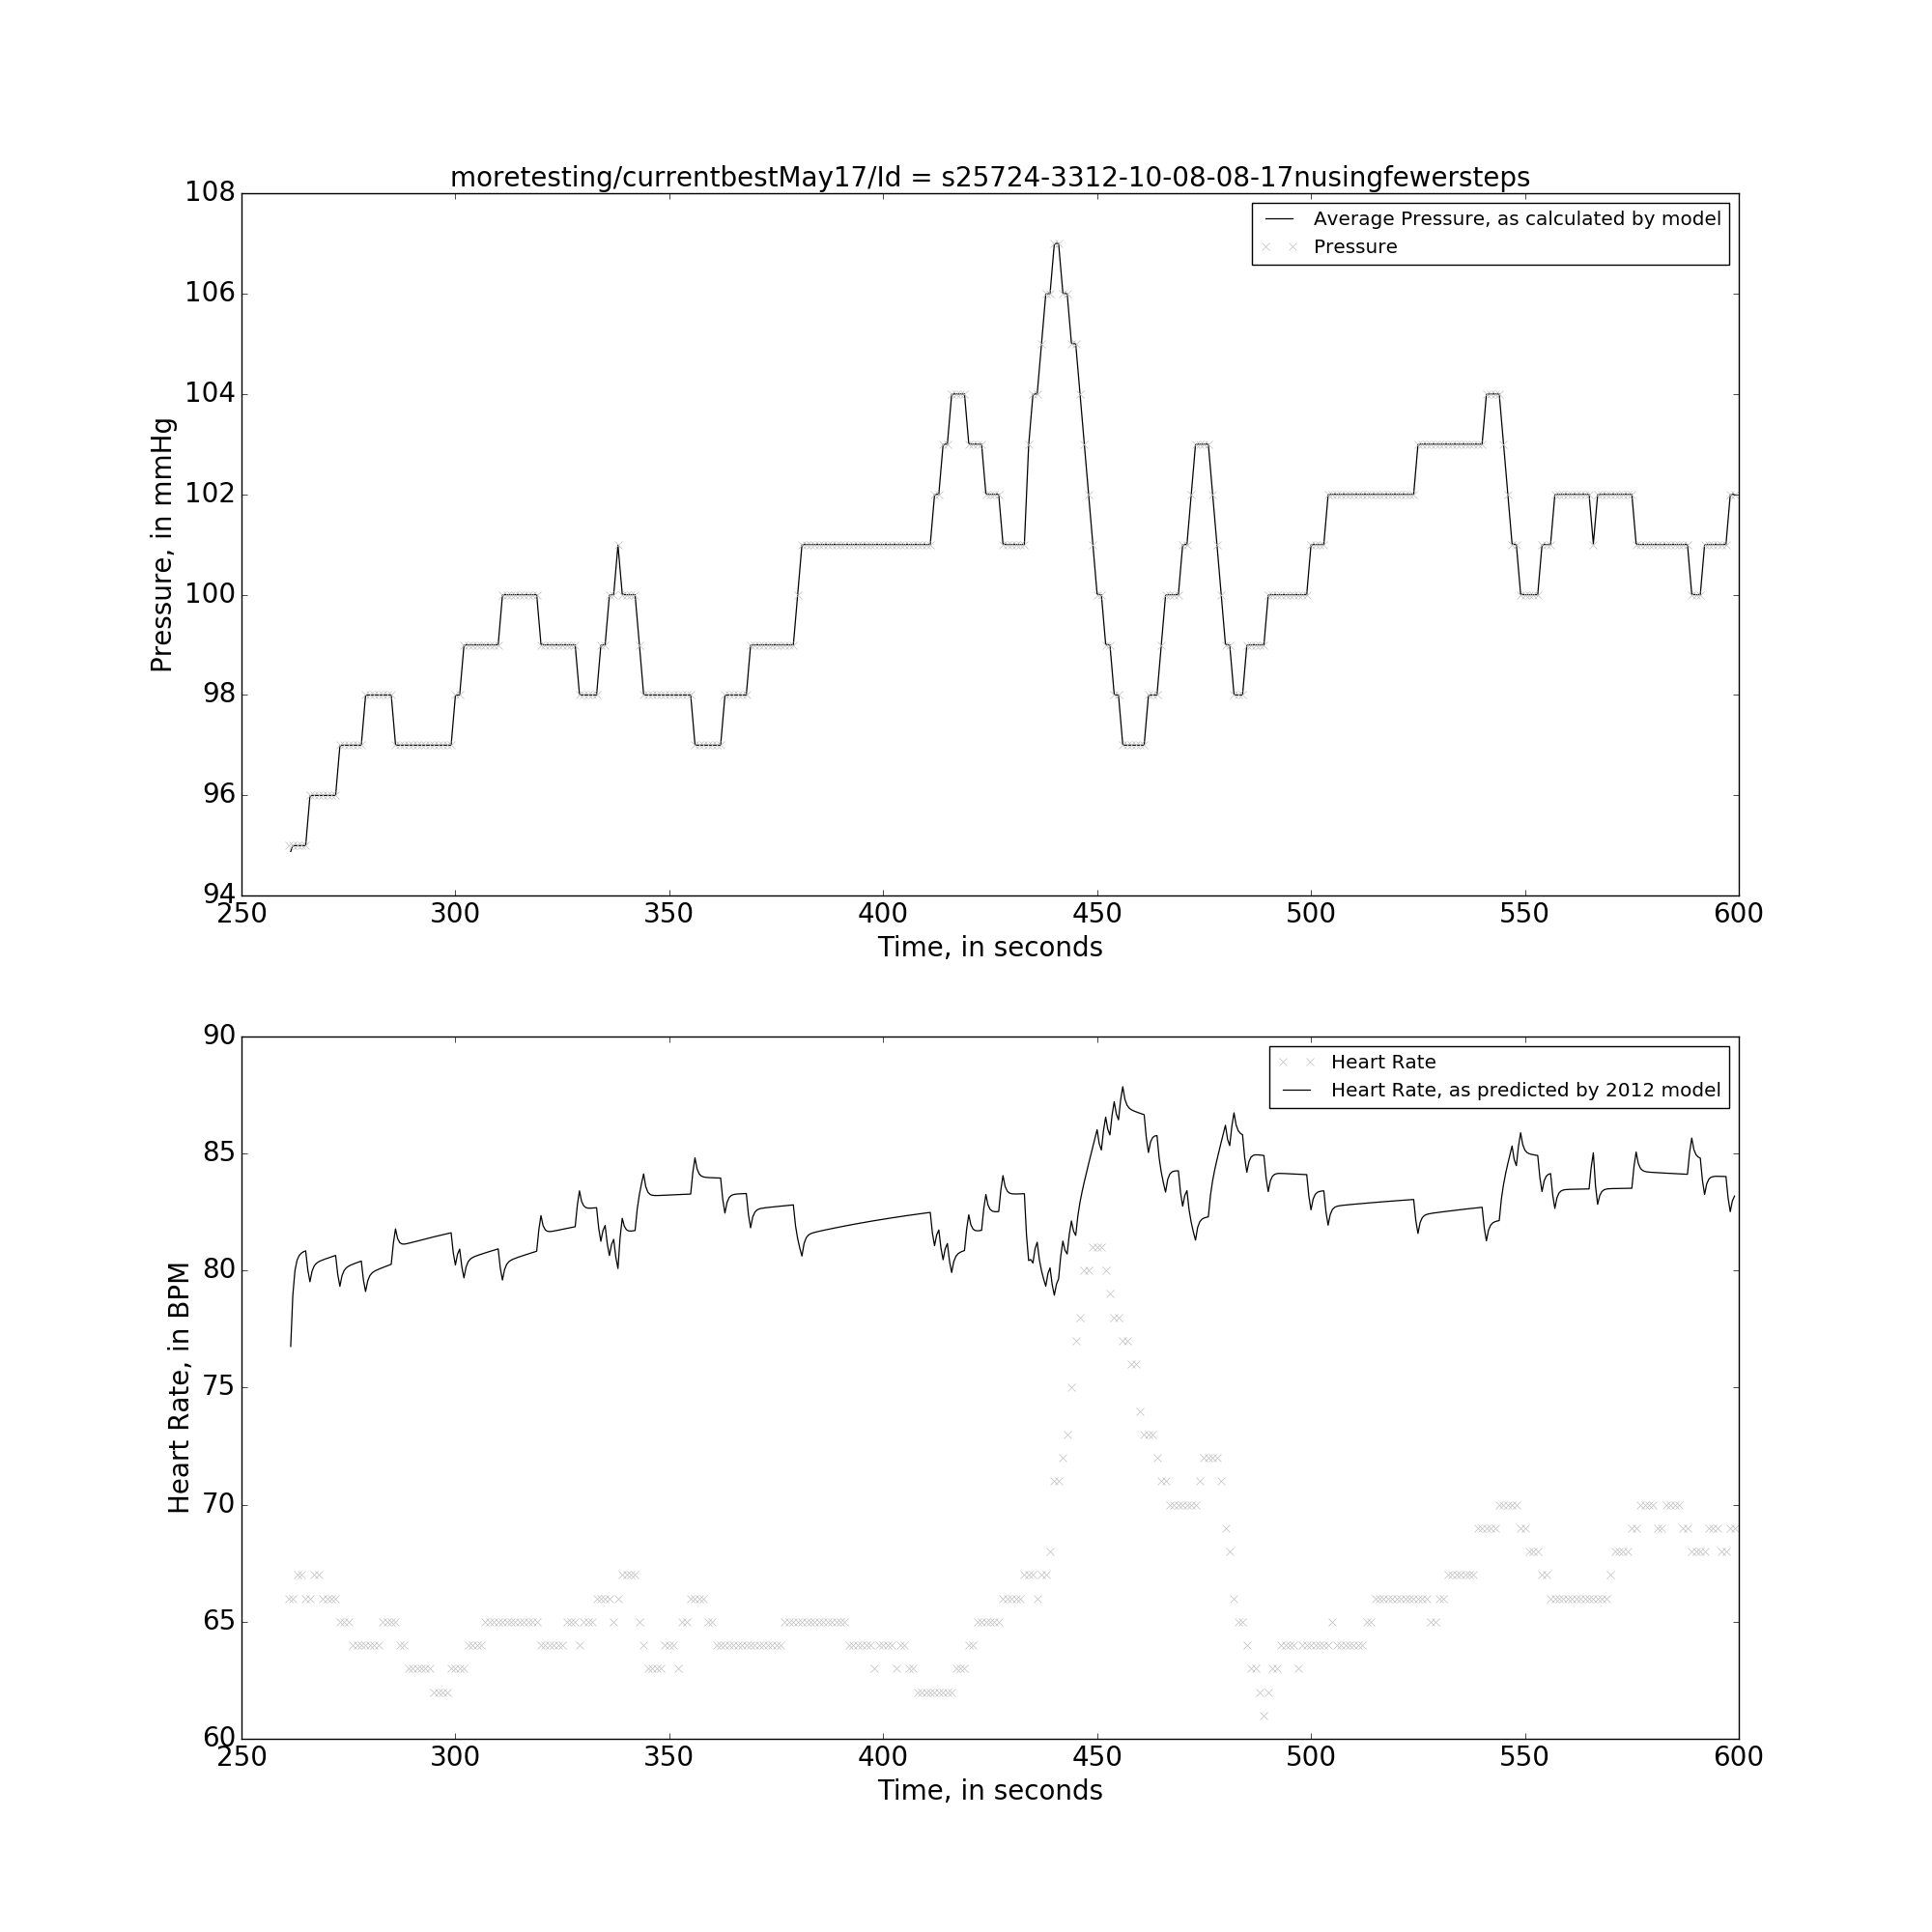 moretesting/currentbestMay17/Id = s25724-3312-10-08-08-17nusingfewersteps
108
106
104
102
100
98
96
94
Pressure, in mmHg
Average Pressure, as calculated by model
Pressure
250 300 350 400 450 500 550 600
Time, in seconds
90
85
80
75
70
65
60
Heart Rate, in BPM
Heart Rate
Heart Rate, as predicted by 2012 model
250 300 350 400 450 500 550 600
Time, in seconds